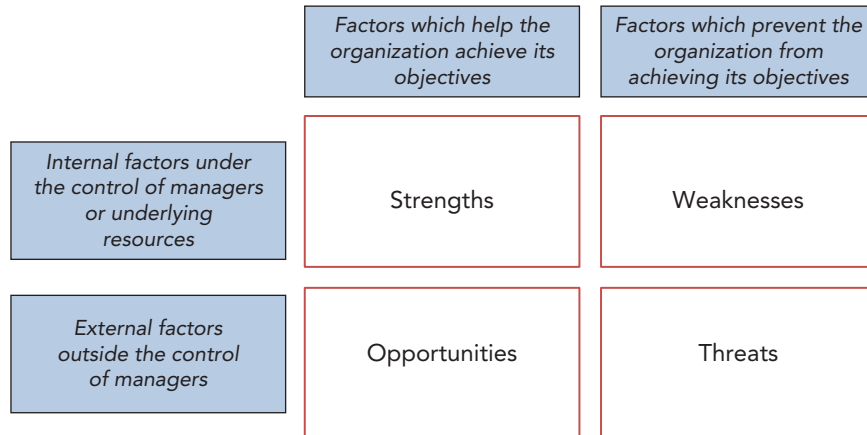 Factors which help the
organization achieve its
objectives
Factors which prevent the
organization from
achieving its objectives
Internal factors under
the control of managers
or underlying
resources
Strengths
Weaknesses
External factors
outside the control
of managers
Opportunities
Threats